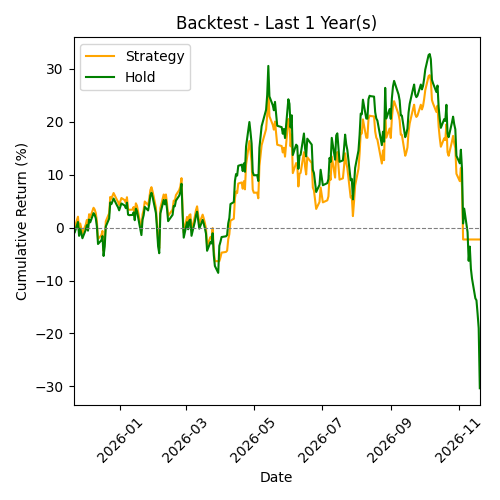 Backtest - Last 1 Year(s)
Strategy
Hold
Cumulative Return (%)
30
20
10
0
−10
−20
−30
2026-01
2026-03
2026-05
2026-07
2026-09
2026-11
Date